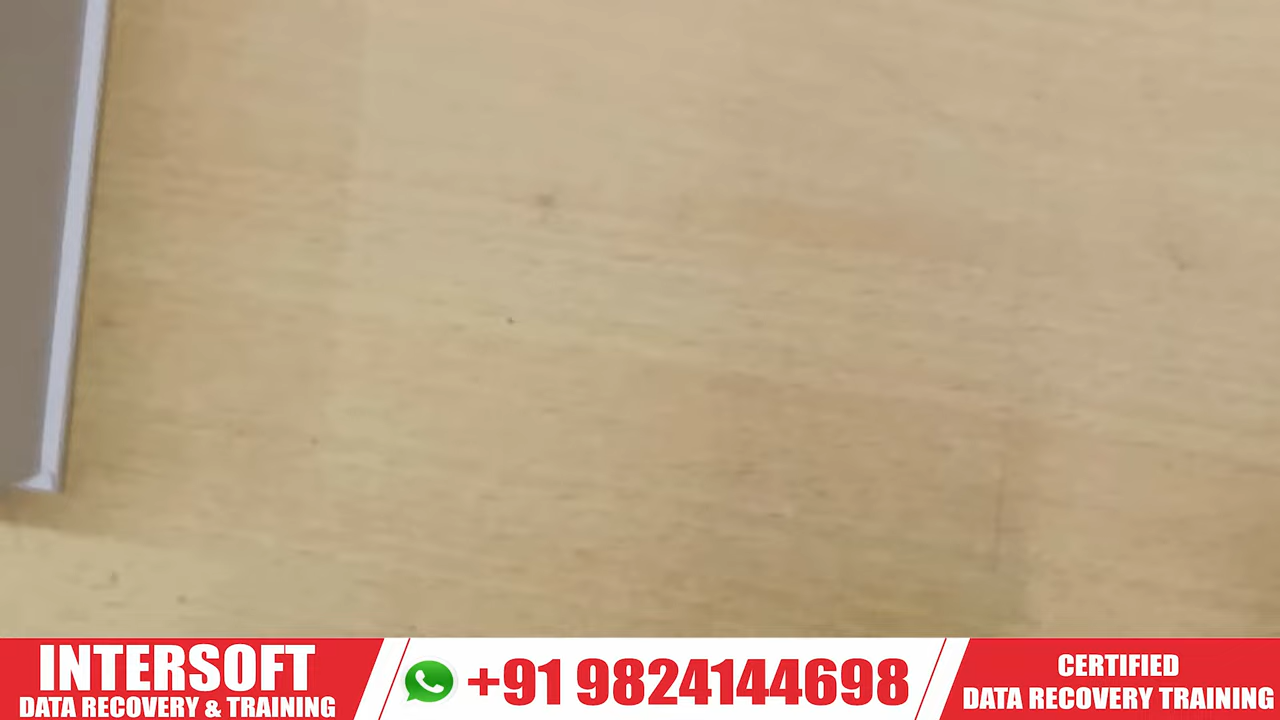 INTERSOFT
DATA RECOVERY & TRAINING
+91 9824144698
CERTIFIED
DATA RECOVERY TRAINING